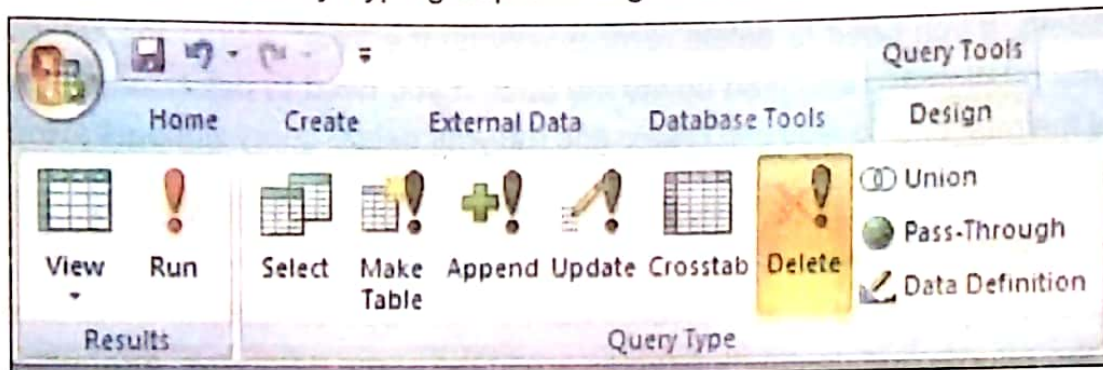 Query Tools
Home Create External Data Database Tools Design
View Run Select Make Table Append Update Crosstab Delete Union
Pass-Through
Data Definition
Results Query Type